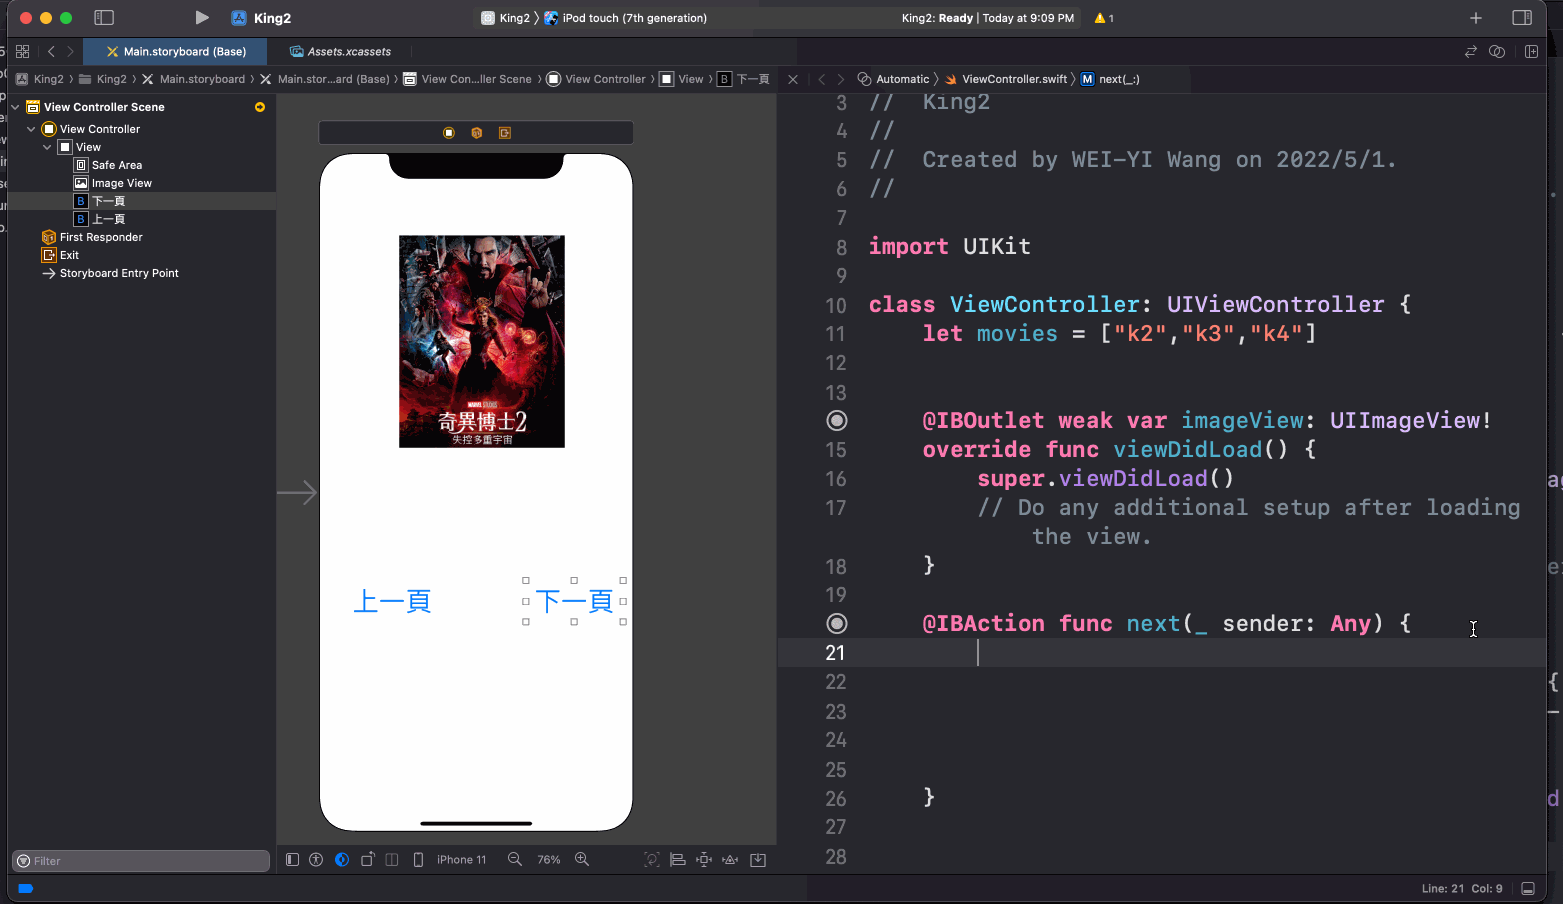 King2
King2 〉 iPod touch (7th generation)
King2: Ready | Today at 9:09 PM
1
Main.storyboard (Base)
Assets.xcassets
King2 〉 King2 〉 Main.storyboard 〉 Main.stor...ard (Base) 〉 View Con...ller Scene 〉 View Controller 〉 View 〉 B 下一頁
Automatic 〉 ViewController.swift 〉 M next(_:)
View Controller Scene
View Controller
View
Safe Area
Image View
B 下一頁
B 上一頁
First Responder
Exit
Storyboard Entry Point
MARVEL STUDIOS
奇異博士2
失控多重宇宙
上一頁
下一頁
3 //  King2
4 //
5 //  Created by WEI-YI Wang on 2022/5/1.
6 //
7
8 import UIKit
9
10 class ViewController: UIViewController {
11     let movies = ["k2","k3","k4"]
12
13
@IBOutlet weak var imageView: UIImageView!
15     override func viewDidLoad() {
16         super.viewDidLoad()
17         // Do any additional setup after loading
the view.
18     }
19
@IBAction func next(_ sender: Any) {
21
22
23
24
25
26     }
27
28
Filter
iPhone 11
76%
Line: 21 Col: 9